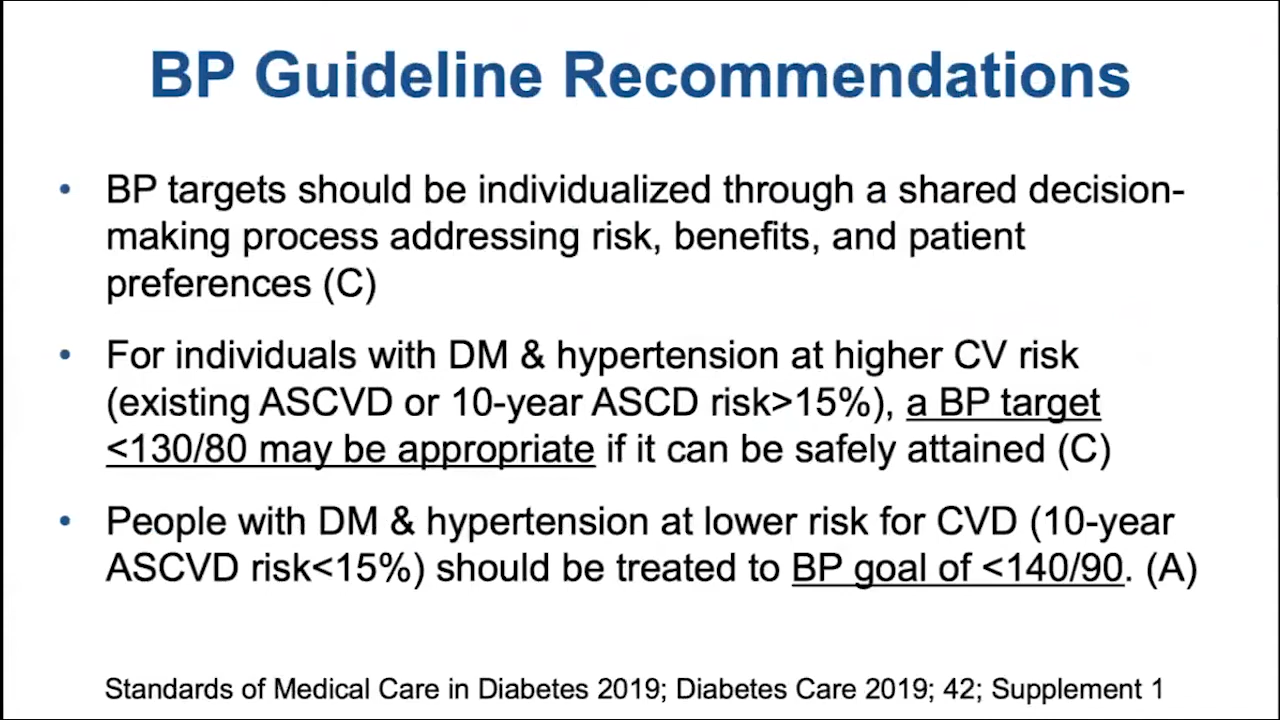 BP Guideline Recommendations
• BP targets should be individualized through a shared decision-
making process addressing risk, benefits, and patient
preferences (C)
• For individuals with DM & hypertension at higher CV risk
(existing ASCVD or 10-year ASCD risk>15%), a BP target
<130/80 may be appropriate if it can be safely attained (C)
• People with DM & hypertension at lower risk for CVD (10-year
ASCVD risk<15%) should be treated to BP goal of <140/90. (A)
Standards of Medical Care in Diabetes 2019; Diabetes Care 2019; 42; Supplement 1